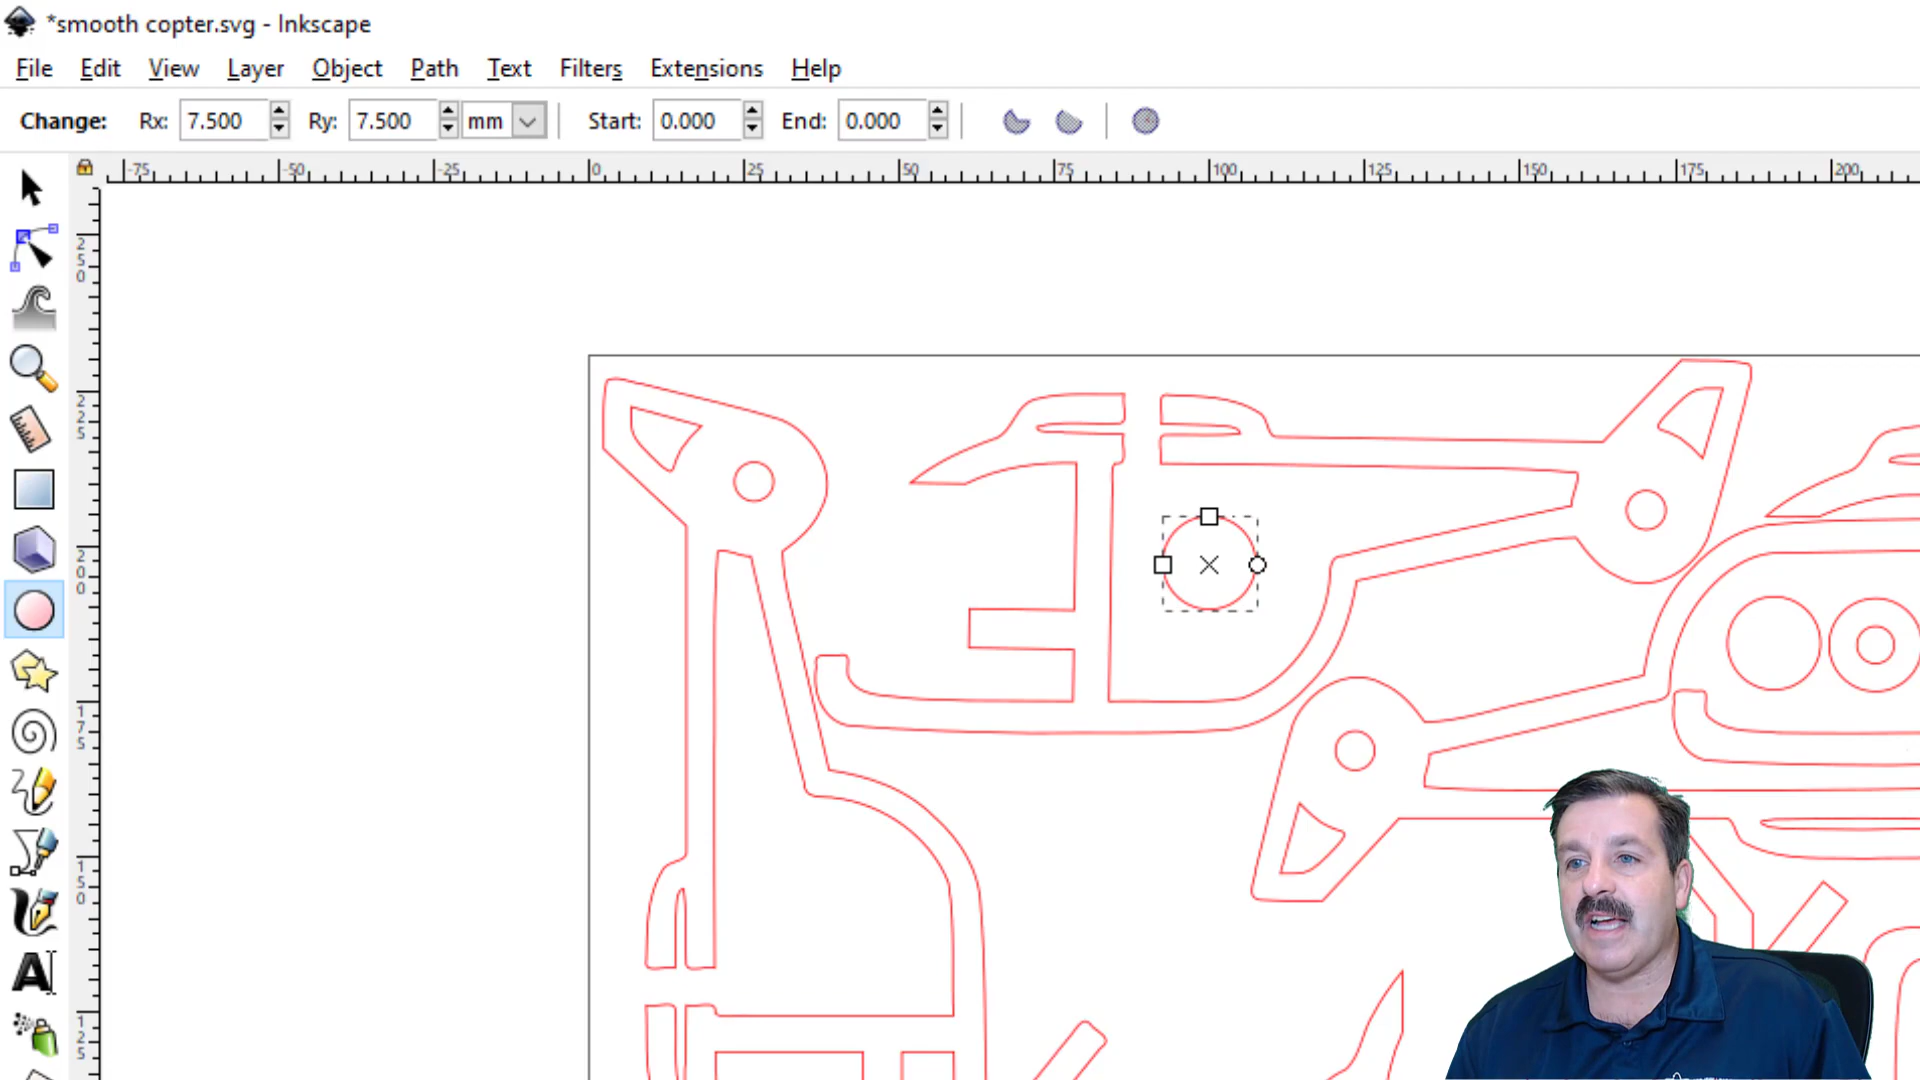 *smooth copter.svg - Inkscape
File Edit View Layer Object Path Text Filters Extensions Help
Change: Rx: 7.500 Ry: 7.500 mm Start: 0.000 End: 0.000
-75 -50 -25 0 25 50 75 100 125 150 175 200
250
225
200
175
150
125